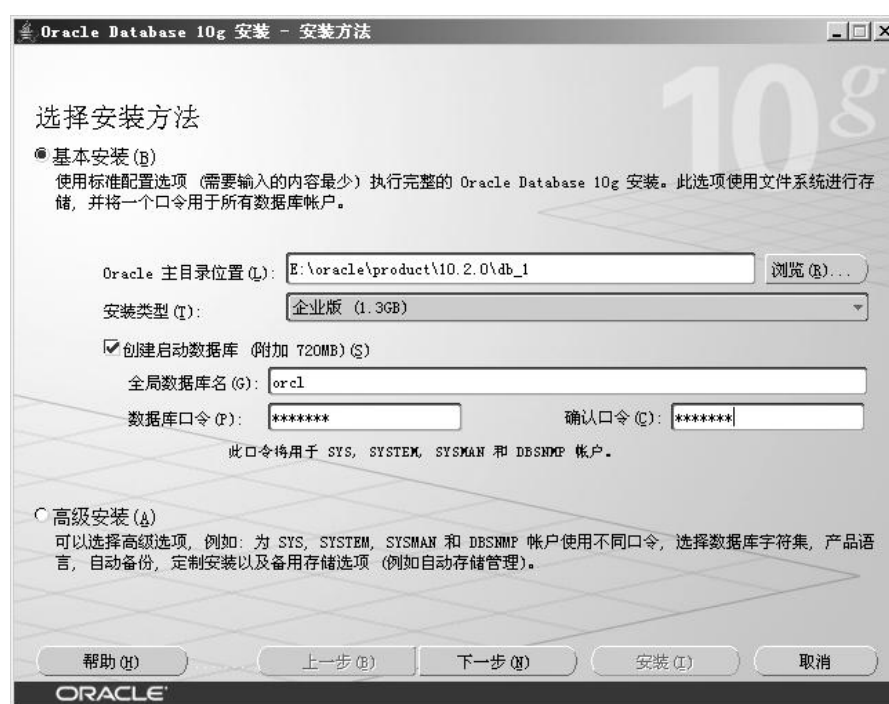 Oracle Database 10g 安装 - 安装方法
10g
选择安装方法
基本安装(B)
使用标准配置选项 (需要输入的内容最少) 执行完整的 Oracle Database 10g 安装。此选项使用文件系统进行存
储, 并将一个口令用于所有数据库帐户。
Oracle 主目录位置(L): E:\oracle\product\10.2.0\db_1 浏览(R)...
安装类型(T): 企业版 (1.3GB)
创建启动数据库 (附加 720MB)(S)
全局数据库名(G): orcl
数据库口令(P): ******* 确认口令(C): *******
此口令将用于 SYS, SYSTEM, SYSMAN 和 DBSNMP 帐户。
高级安装(A)
可以选择高级选项, 例如: 为 SYS, SYSTEM, SYSMAN 和 DBSNMP 帐户使用不同口令, 选择数据库字符集, 产品语
言, 自动备份, 定制安装以及备用存储选项 (例如自动存储管理)。
帮助(H) 上一步(B) 下一步(N) 安装(I) 取消
ORACLE